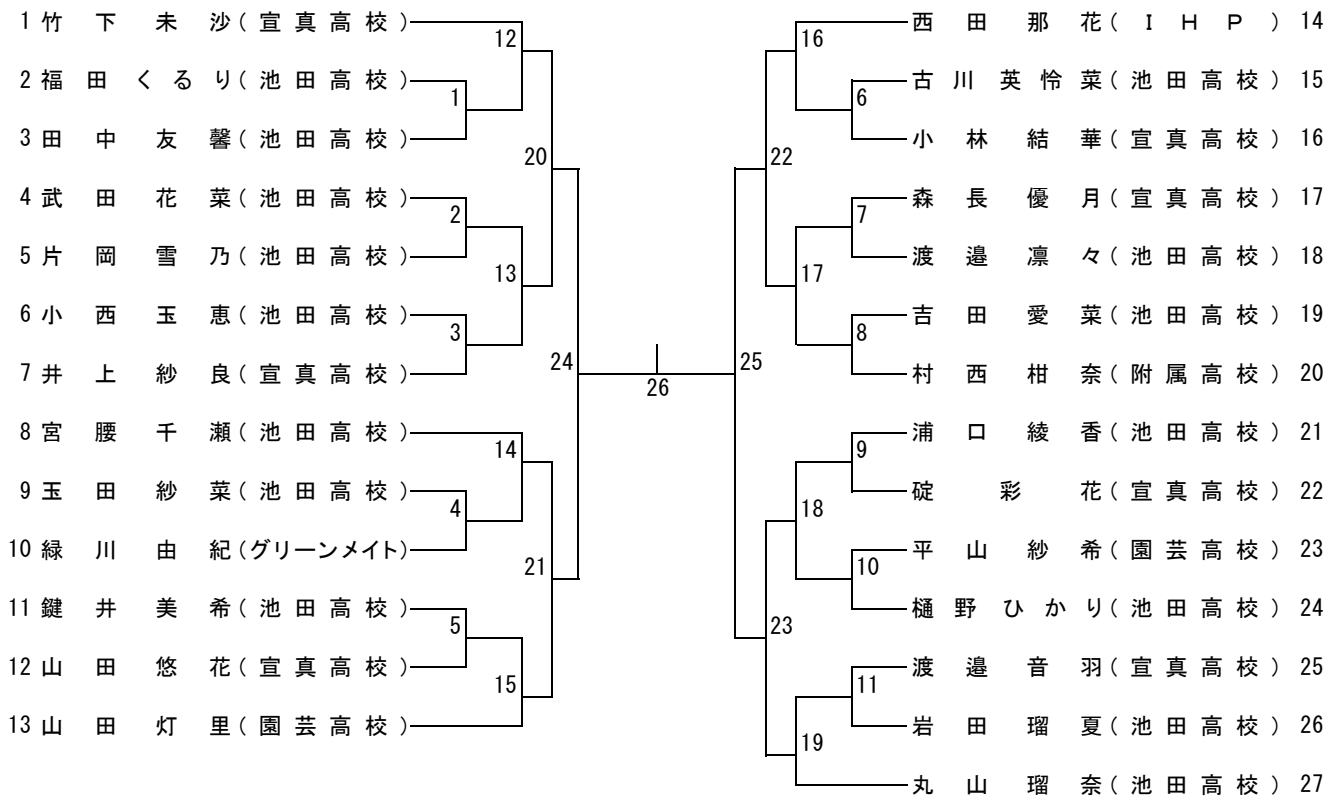 1 竹下未沙(宣真高校)
2 福田くるり(池田高校)
3 田中友馨(池田高校)
4 武田花菜(池田高校)
5 片岡雪乃(池田高校)
6 小西玉恵(池田高校)
7 井上紗良(宣真高校)
8 宮腰千瀬(池田高校)
9 玉田紗菜(池田高校)
10 緑川由紀(グリーンメイト)
11 鍵井美希(池田高校)
12 山田悠花(宣真高校)
13 山田灯里(園芸高校)
12
1
20
2
13
3
24
14
4
21
5
15
26
16
6
22
7
17
8
25
9
18
10
23
11
19
西田那花(IHP) 14
古川英怜菜(池田高校) 15
小林結華(宣真高校) 16
森長優月(宣真高校) 17
渡邉凛々(池田高校) 18
吉田愛菜(池田高校) 19
村西柑奈(附属高校) 20
浦口綾香(池田高校) 21
碇彩花(宣真高校) 22
平山紗希(園芸高校) 23
樋野ひかり(池田高校) 24
渡邉音羽(宣真高校) 25
岩田瑠夏(池田高校) 26
丸山瑠奈(池田高校) 27